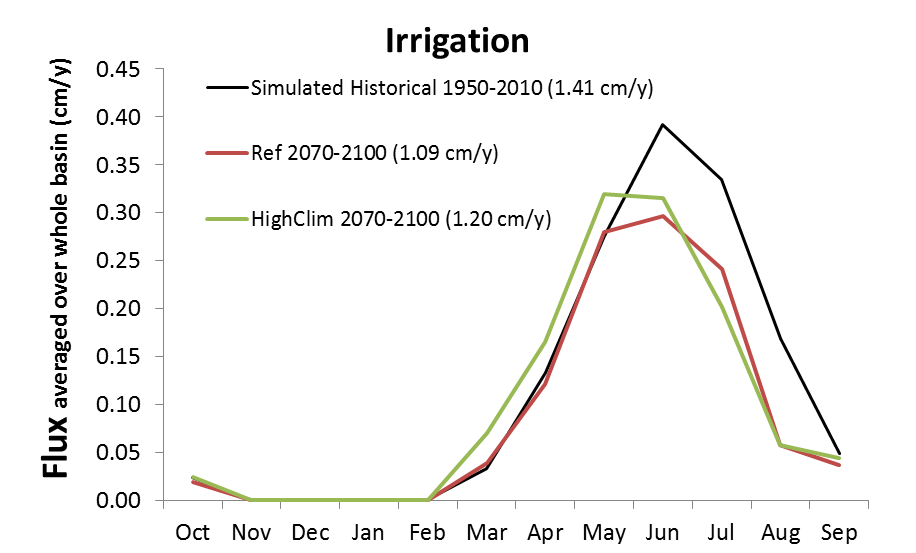 Irrigation
Flux averaged over whole basin (cm/y)
0.45
0.40
0.35
0.30
0.25
0.20
0.15
0.10
0.05
0.00
Simulated Historical 1950-2010 (1.41 cm/y)
Ref 2070-2100 (1.09 cm/y)
HighClim 2070-2100 (1.20 cm/y)
Oct Nov Dec Jan Feb Mar Apr May Jun Jul Aug Sep